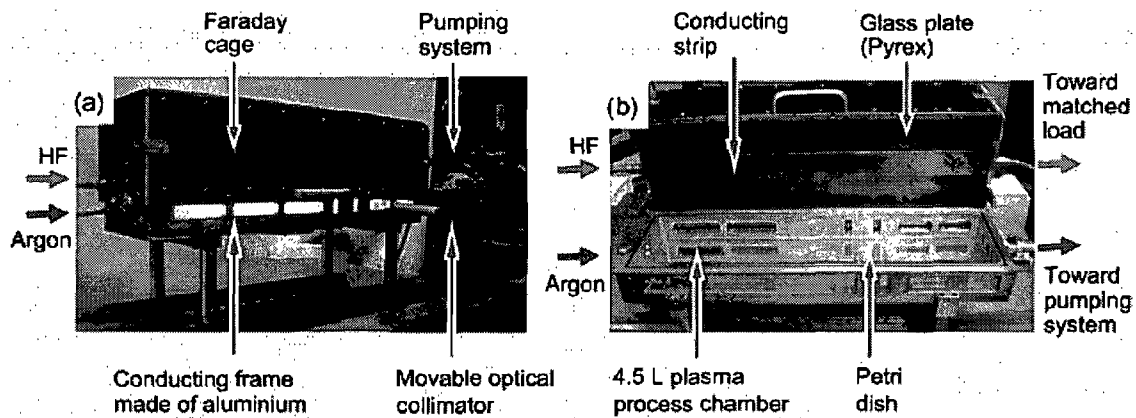 Faraday
cage
Pumping
system
Conducting
strip
Glass plate
(Pyrex)
(a)
HF
Argon
(b)
HF
Argon
Toward
matched
load
Toward
pumping
system
Conducting frame
made of aluminium
Movable optical
collimator
4.5 L plasma
process chamber
Petri
dish